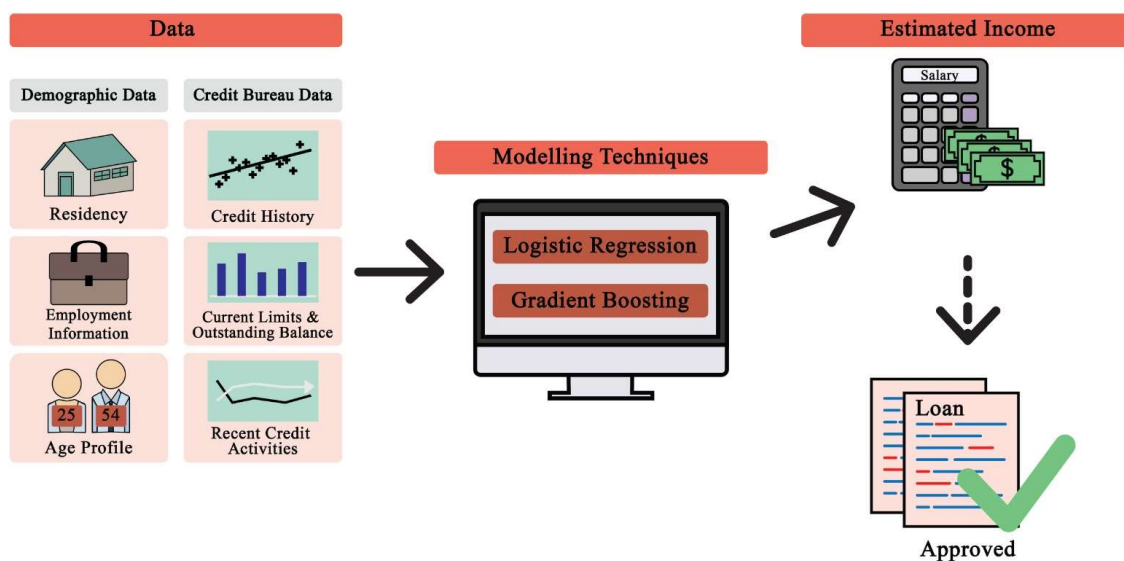 Data
Demographic Data
Credit Bureau Data
Residency
Credit History
Employment
Information
Current Limits &
Outstanding Balance
25
54
Age Profile
Recent Credit
Activities
Modelling Techniques
Logistic Regression
Gradient Boosting
Estimated Income
Salary
$
$
$
Loan
Approved